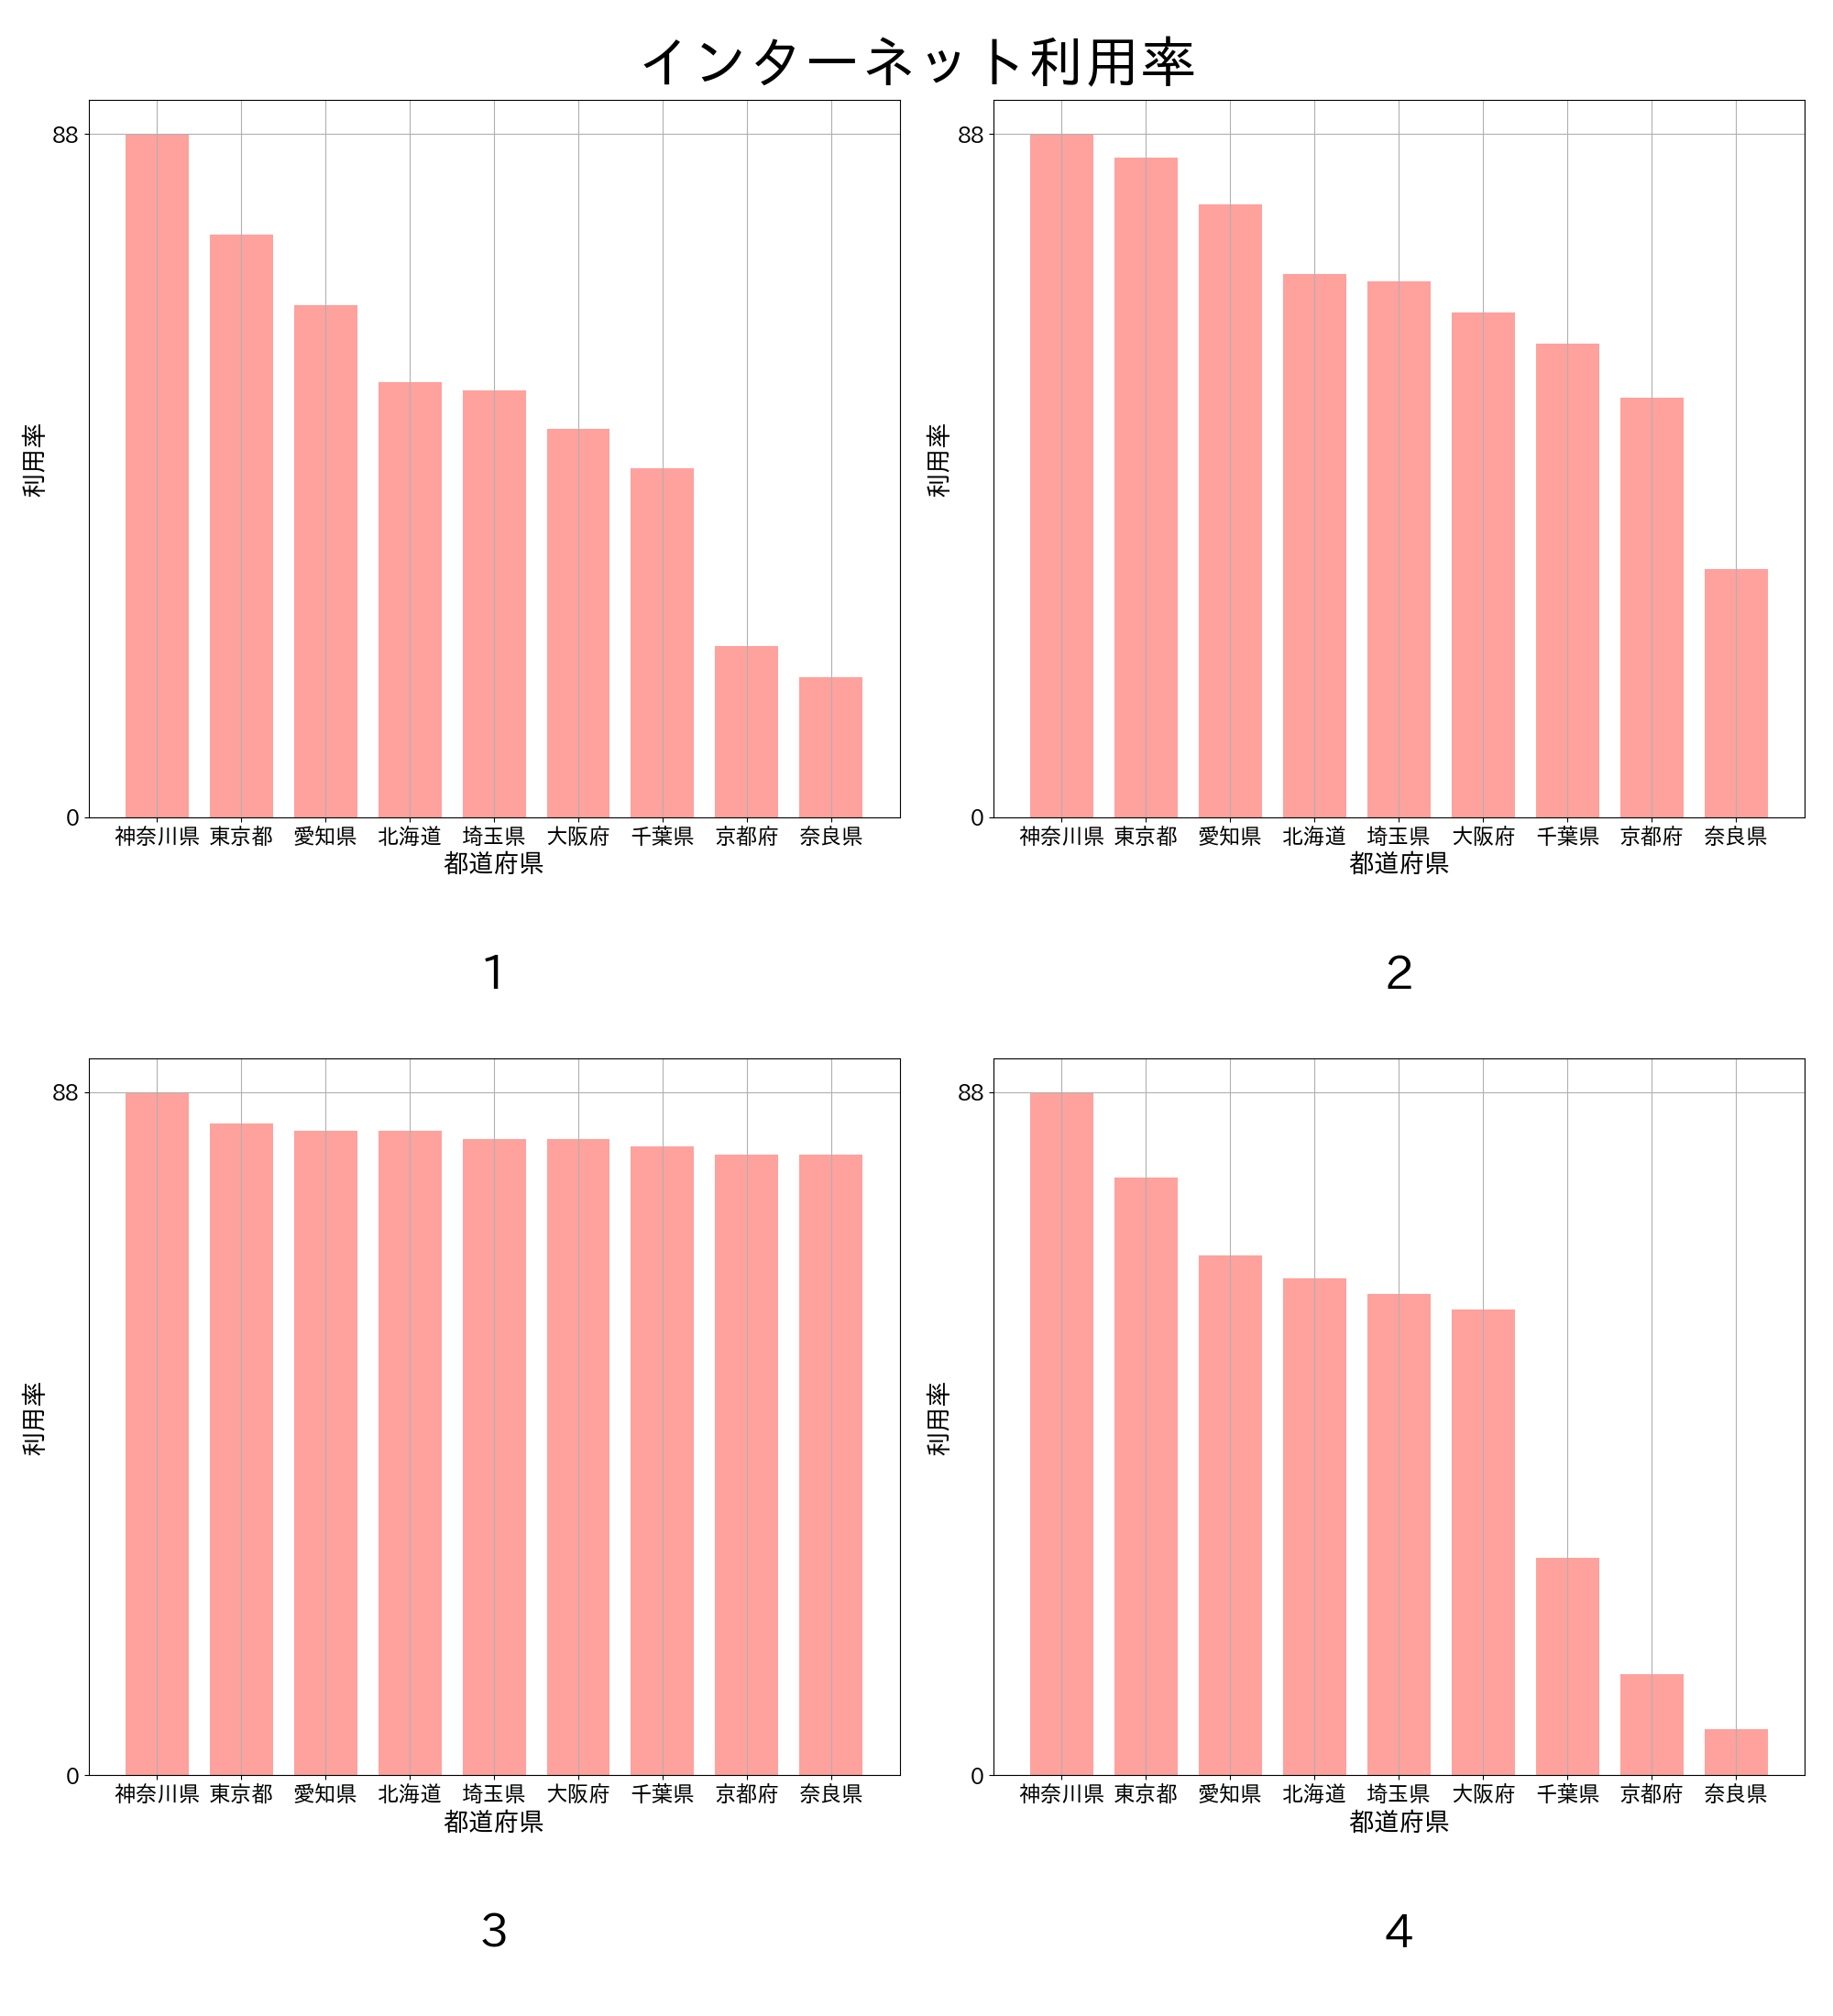 インターネット利用率
88
0
利用率
神奈川県 東京都 愛知県 北海道 埼玉県 大阪府 千葉県 京都府 奈良県
都道府県
1
88
0
利用率
神奈川県 東京都 愛知県 北海道 埼玉県 大阪府 千葉県 京都府 奈良県
都道府県
2
88
0
利用率
神奈川県 東京都 愛知県 北海道 埼玉県 大阪府 千葉県 京都府 奈良県
都道府県
3
88
0
利用率
神奈川県 東京都 愛知県 北海道 埼玉県 大阪府 千葉県 京都府 奈良県
都道府県
4